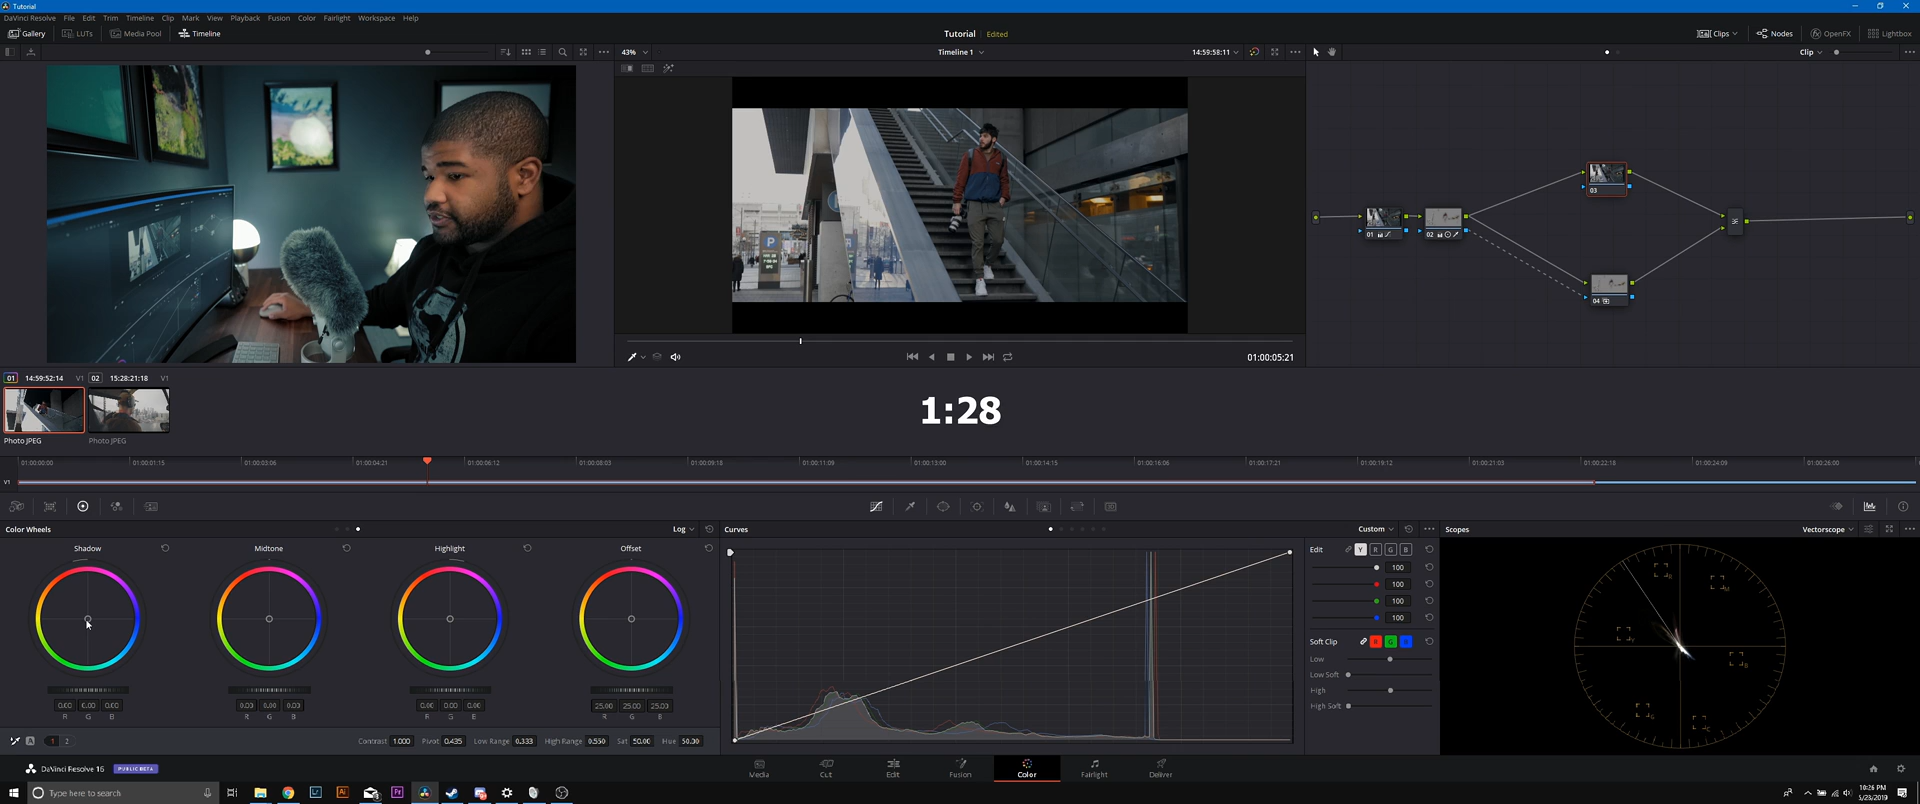 Tutorial
DaVinci Resolve File Edit Trim Timeline Clip Mark View Playback Fusion Color Fairlight Workspace Help
Gallery LUTs Media Pool Timeline Tutorial Edited Clips Nodes OpenFX Lightbox
43% Timeline 1 14:59:58:11 Clip
P
03
01 02
04
01:00:05:21
01 14:59:52:14 V1 02 15:28:21:18 V1
Photo JPEG Photo JPEG
1:28
01:00:00:00 01:00:01:15 01:00:03:06 01:00:04:21 01:00:06:12 01:00:08:03 01:00:09:18 01:00:11:09 01:00:13:00 01:00:14:15 01:00:16:06 01:00:17:21 01:00:19:12 01:00:21:03 01:00:22:18 01:00:24:09 01:00:26:00
V1
Color Wheels Log Curves Custom Scopes Vectorscope
Shadow Midtone Highlight Offset Edit Y R G B
100
100
100
100
Soft Clip R G B
Low
Low Soft
High
High Soft
0.00 0.00 0.00 0.00 0.00 0.00 0.00 0.00 0.00 25.00 25.00 25.00
R G B R G B R G B R G B
A 1 2 Contrast 1.000 Pivot 0.435 Low Range 0.333 High Range 0.550 Sat 50.00 Hue 50.00
DaVinci Resolve 16 PUBLIC BETA Media Cut Edit Fusion Color Fairlight Deliver
Type here to search
10:26 PM
5/28/2019